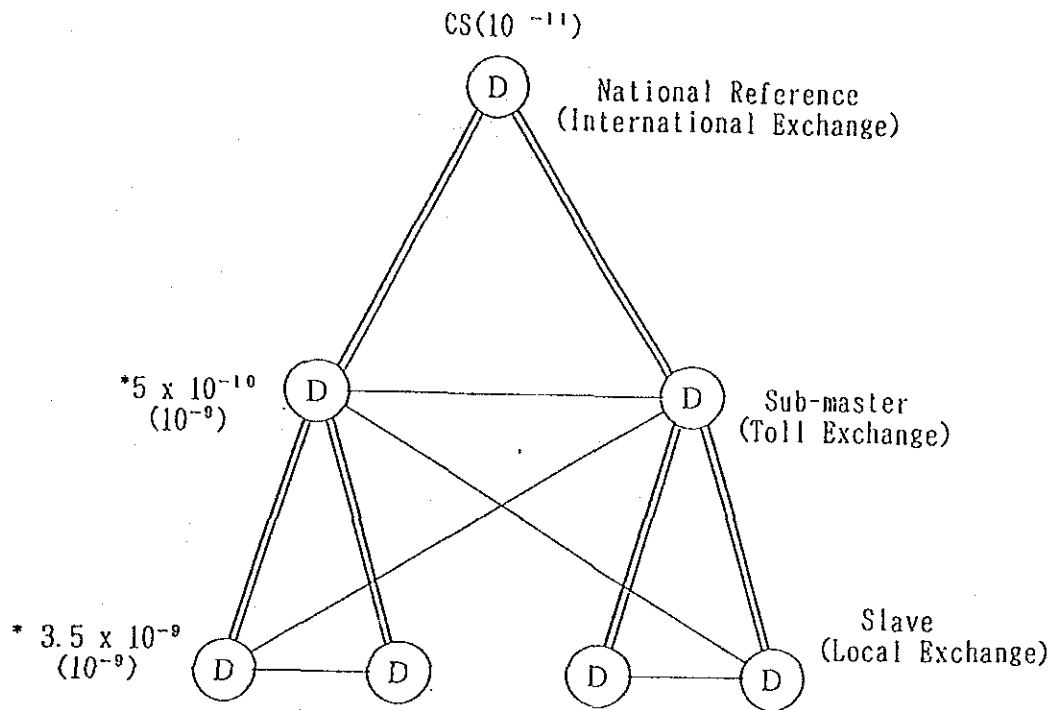 CS(10⁻¹¹)
D
National Reference
(International Exchange)
*5 x 10⁻¹⁰
(10⁻⁹)
D
D
Sub-master
(Toll Exchange)
* 3.5 x 10⁻⁹
(10⁻⁹)
D
D
D
D
Slave
(Local Exchange)